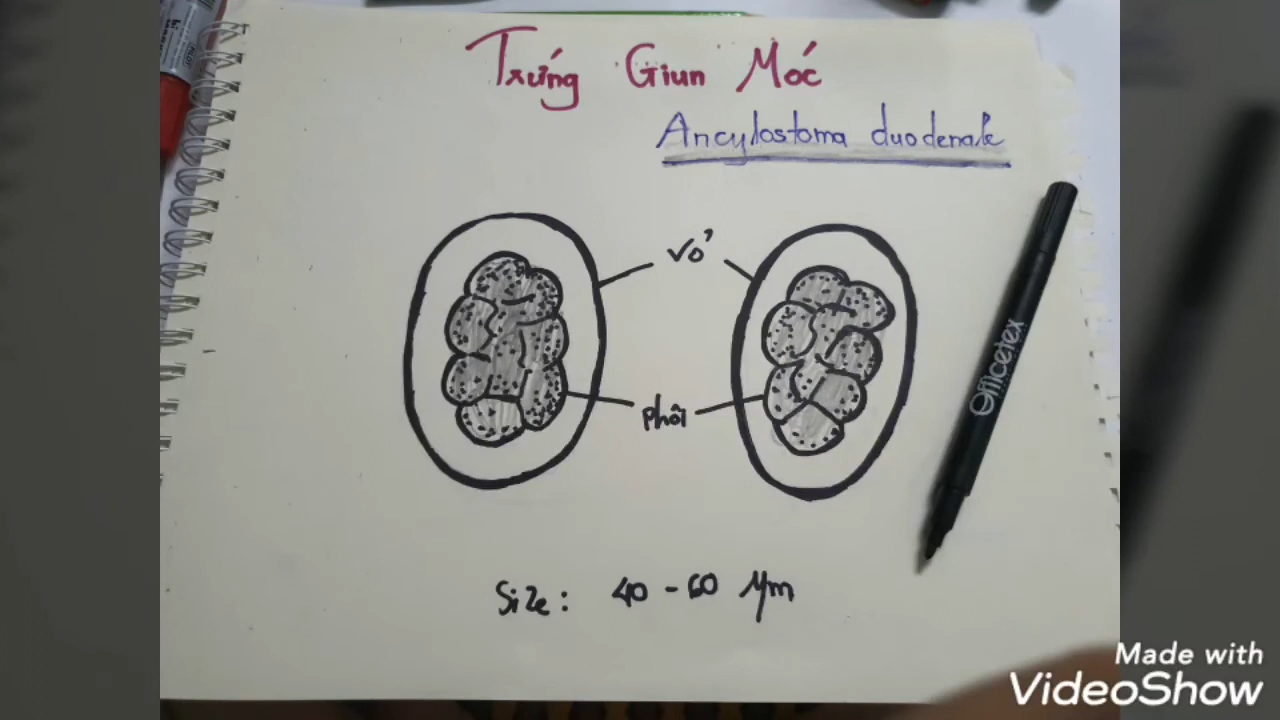 Trứng Giun Móc
Ancylostoma duodenale
vỏ
phôi
Size: 40 - 60 µm
Officetex
Made with
VideoShow